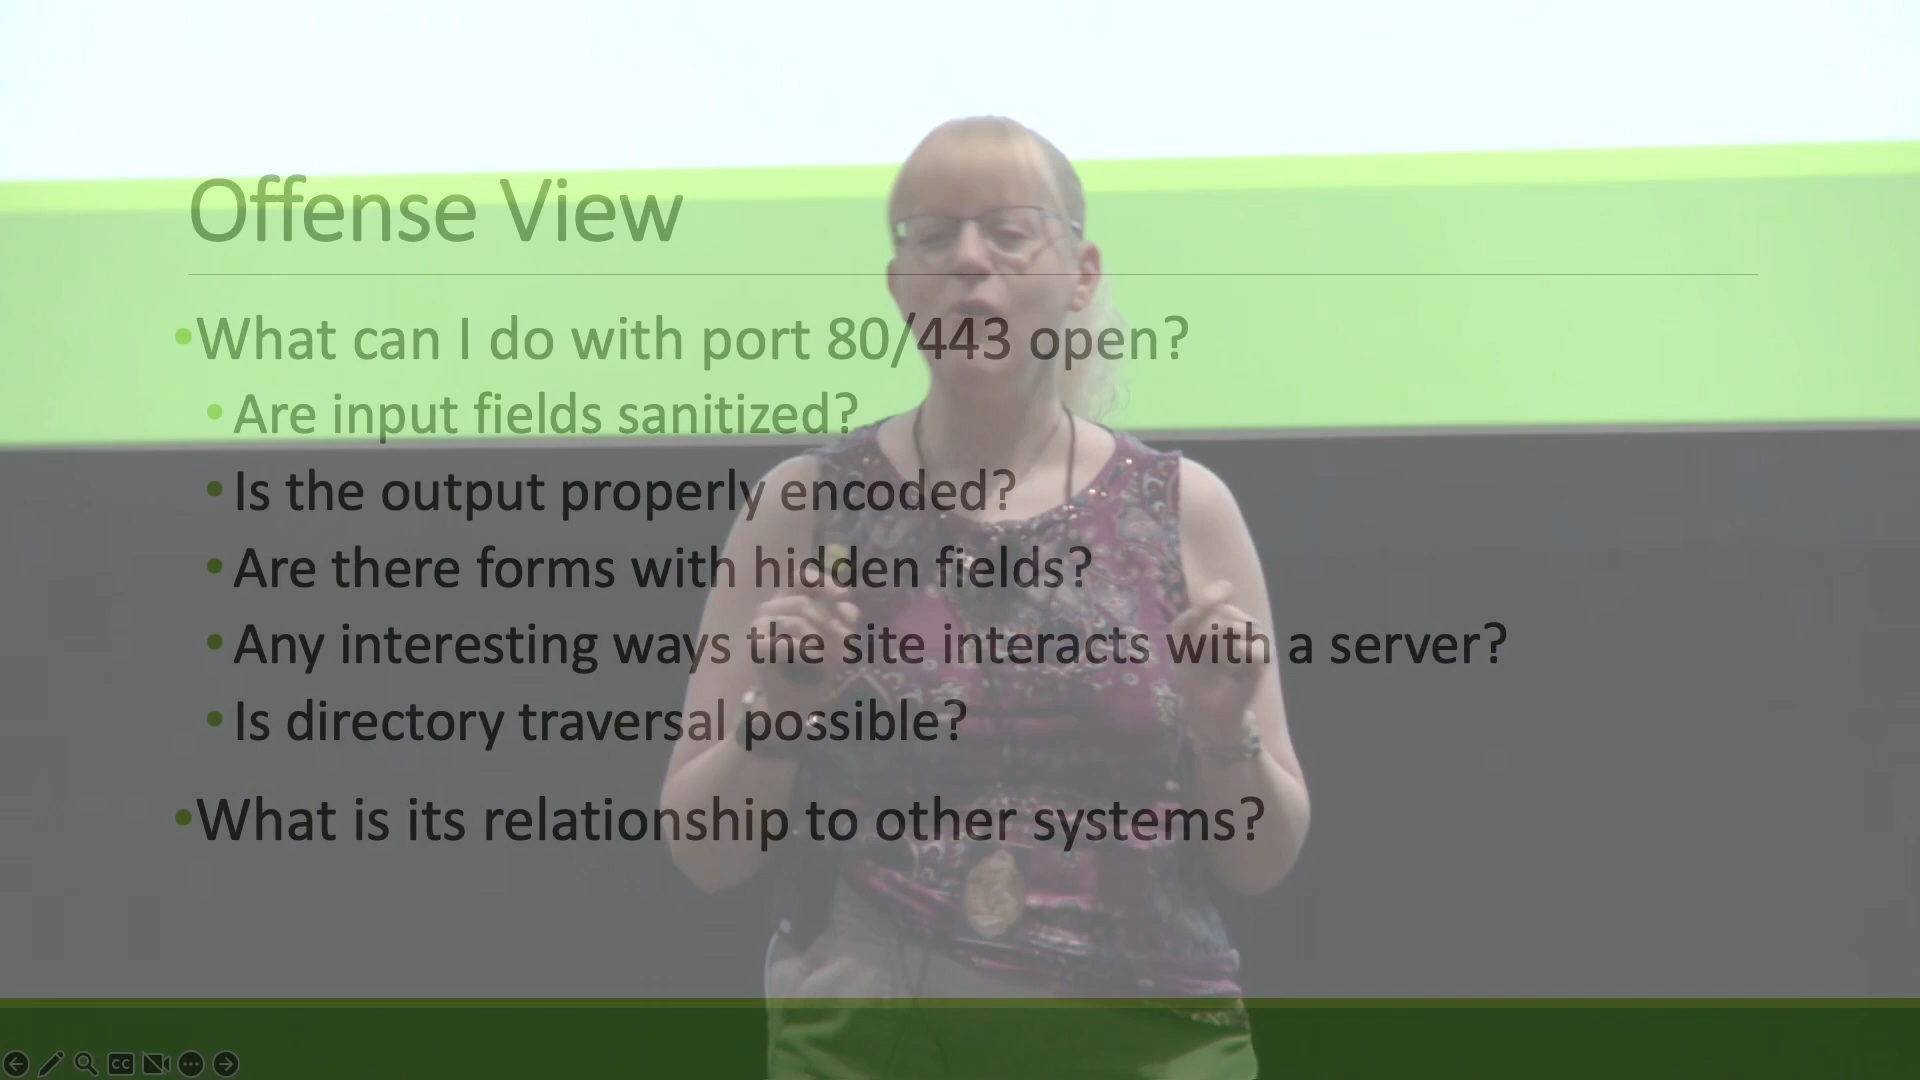 Offense View
•What can I do with port 80/443 open?
• Are input fields sanitized?
• Is the output properly encoded?
• Are there forms with hidden fields?
• Any interesting ways the site interacts with a server?
• Is directory traversal possible?
•What is its relationship to other systems?
CC